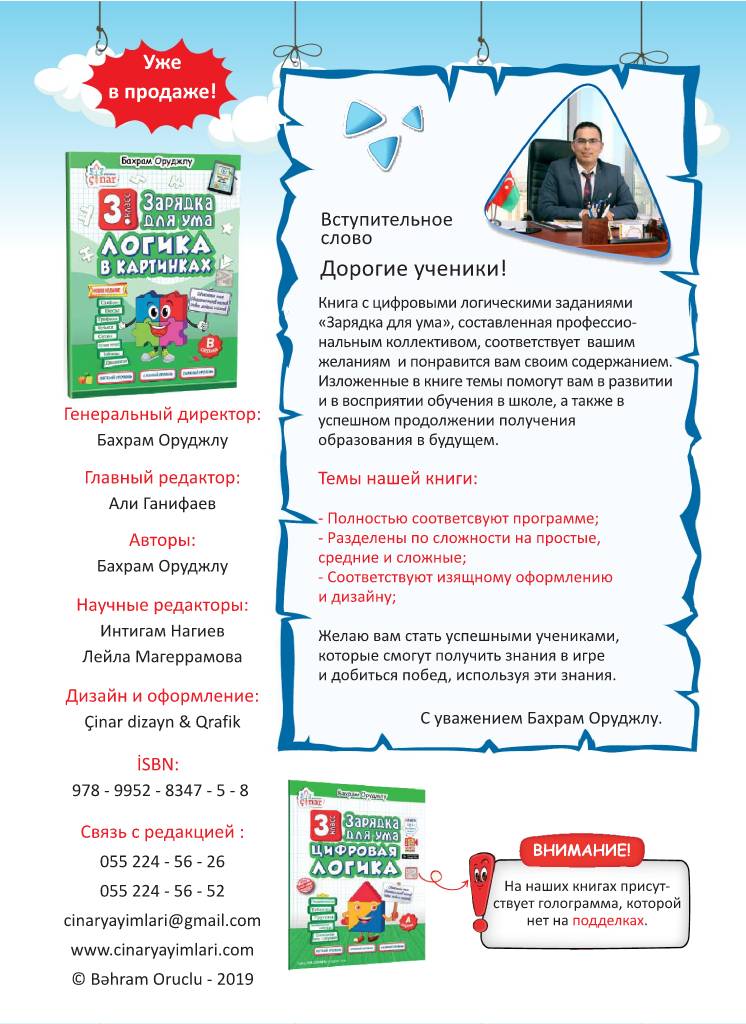 Уже
в продаже!
Бахрам Оруджлу
Çinar
3.класс
Зарядка
для ума
ЛОГИКА
В КАРТИНКАХ
B
Генеральный директор:
Бахрам Оруджлу
Главный редактор:
Али Ганифаев
Авторы:
Бахрам Оруджлу
Научные редакторы:
Интигам Нагиев
Лейла Магеррамова
Дизайн и оформление:
Çinar dizayn & Qrafik
İSBN:
978 - 9952 - 8347 - 5 - 8
Связь с редакцией :
055 224 - 56 - 26
055 224 - 56 - 52
cinaryayimlari@gmail.com
www.cinaryayimlari.com
© Bəhram Oruclu - 2019
Вступительное
слово
Дорогие ученики!
Книга с цифровыми логическими заданиями
«Зарядка для ума», составленная профессио-
нальным коллективом, соответствует вашим
желаниям и понравится вам своим содержанием.
Изложенные в книге темы помогут вам в развитии
и в восприятии обучения в школе, а также в
успешном продолжении получения
образования в будущем.
Темы нашей книги:
- Полностью соответсвуют программе;
- Разделены по сложности на простые,
средние и сложные;
- Соответствуют изящному оформлению
и дизайну;
Желаю вам стать успешными учениками,
которые смогут получить знания в игре
и добиться побед, используя эти знания.
С уважением Бахрам Оруджлу.
Бахрам Оруджлу
Çinar
3.класс
Зарядка
для ума
ЦИФРОВАЯ
ЛОГИКА
ВНИМАНИЕ!
На наших книгах присут-
ствует голограмма, которой
нет на подделках.